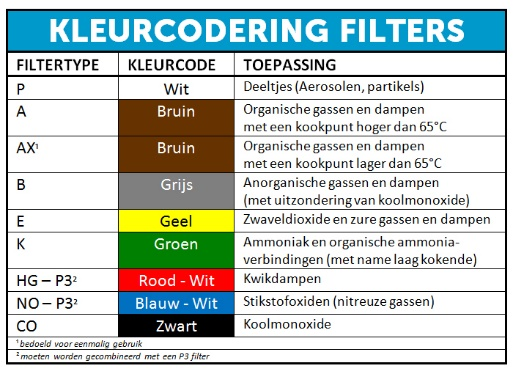 KLEURCODERING FILTERS
FILTERTYPE KLEURCODE TOEPASSING
P Wit Deeltjes (Aerosolen, partikels)
A Bruin Organische gassen en dampen
met een kookpunt hoger dan 65°C
AX¹ Bruin Organische gassen en dampen
met een kookpunt lager dan 65°C
B Grijs Anorganische gassen en dampen
(met uitzondering van koolmonoxide)
E Geel Zwaveldioxide en zure gassen en dampen
K Groen Ammoniak en organische ammonia-
verbindingen (met name laag kokende)
HG – P3² Rood - Wit Kwikdampen
NO – P3² Blauw - Wit Stikstofoxiden (nitreuze gassen)
CO Zwart Koolmonoxide
¹ bedoeld voor eenmalig gebruik
² moeten worden gecombineerd met een P3 filter